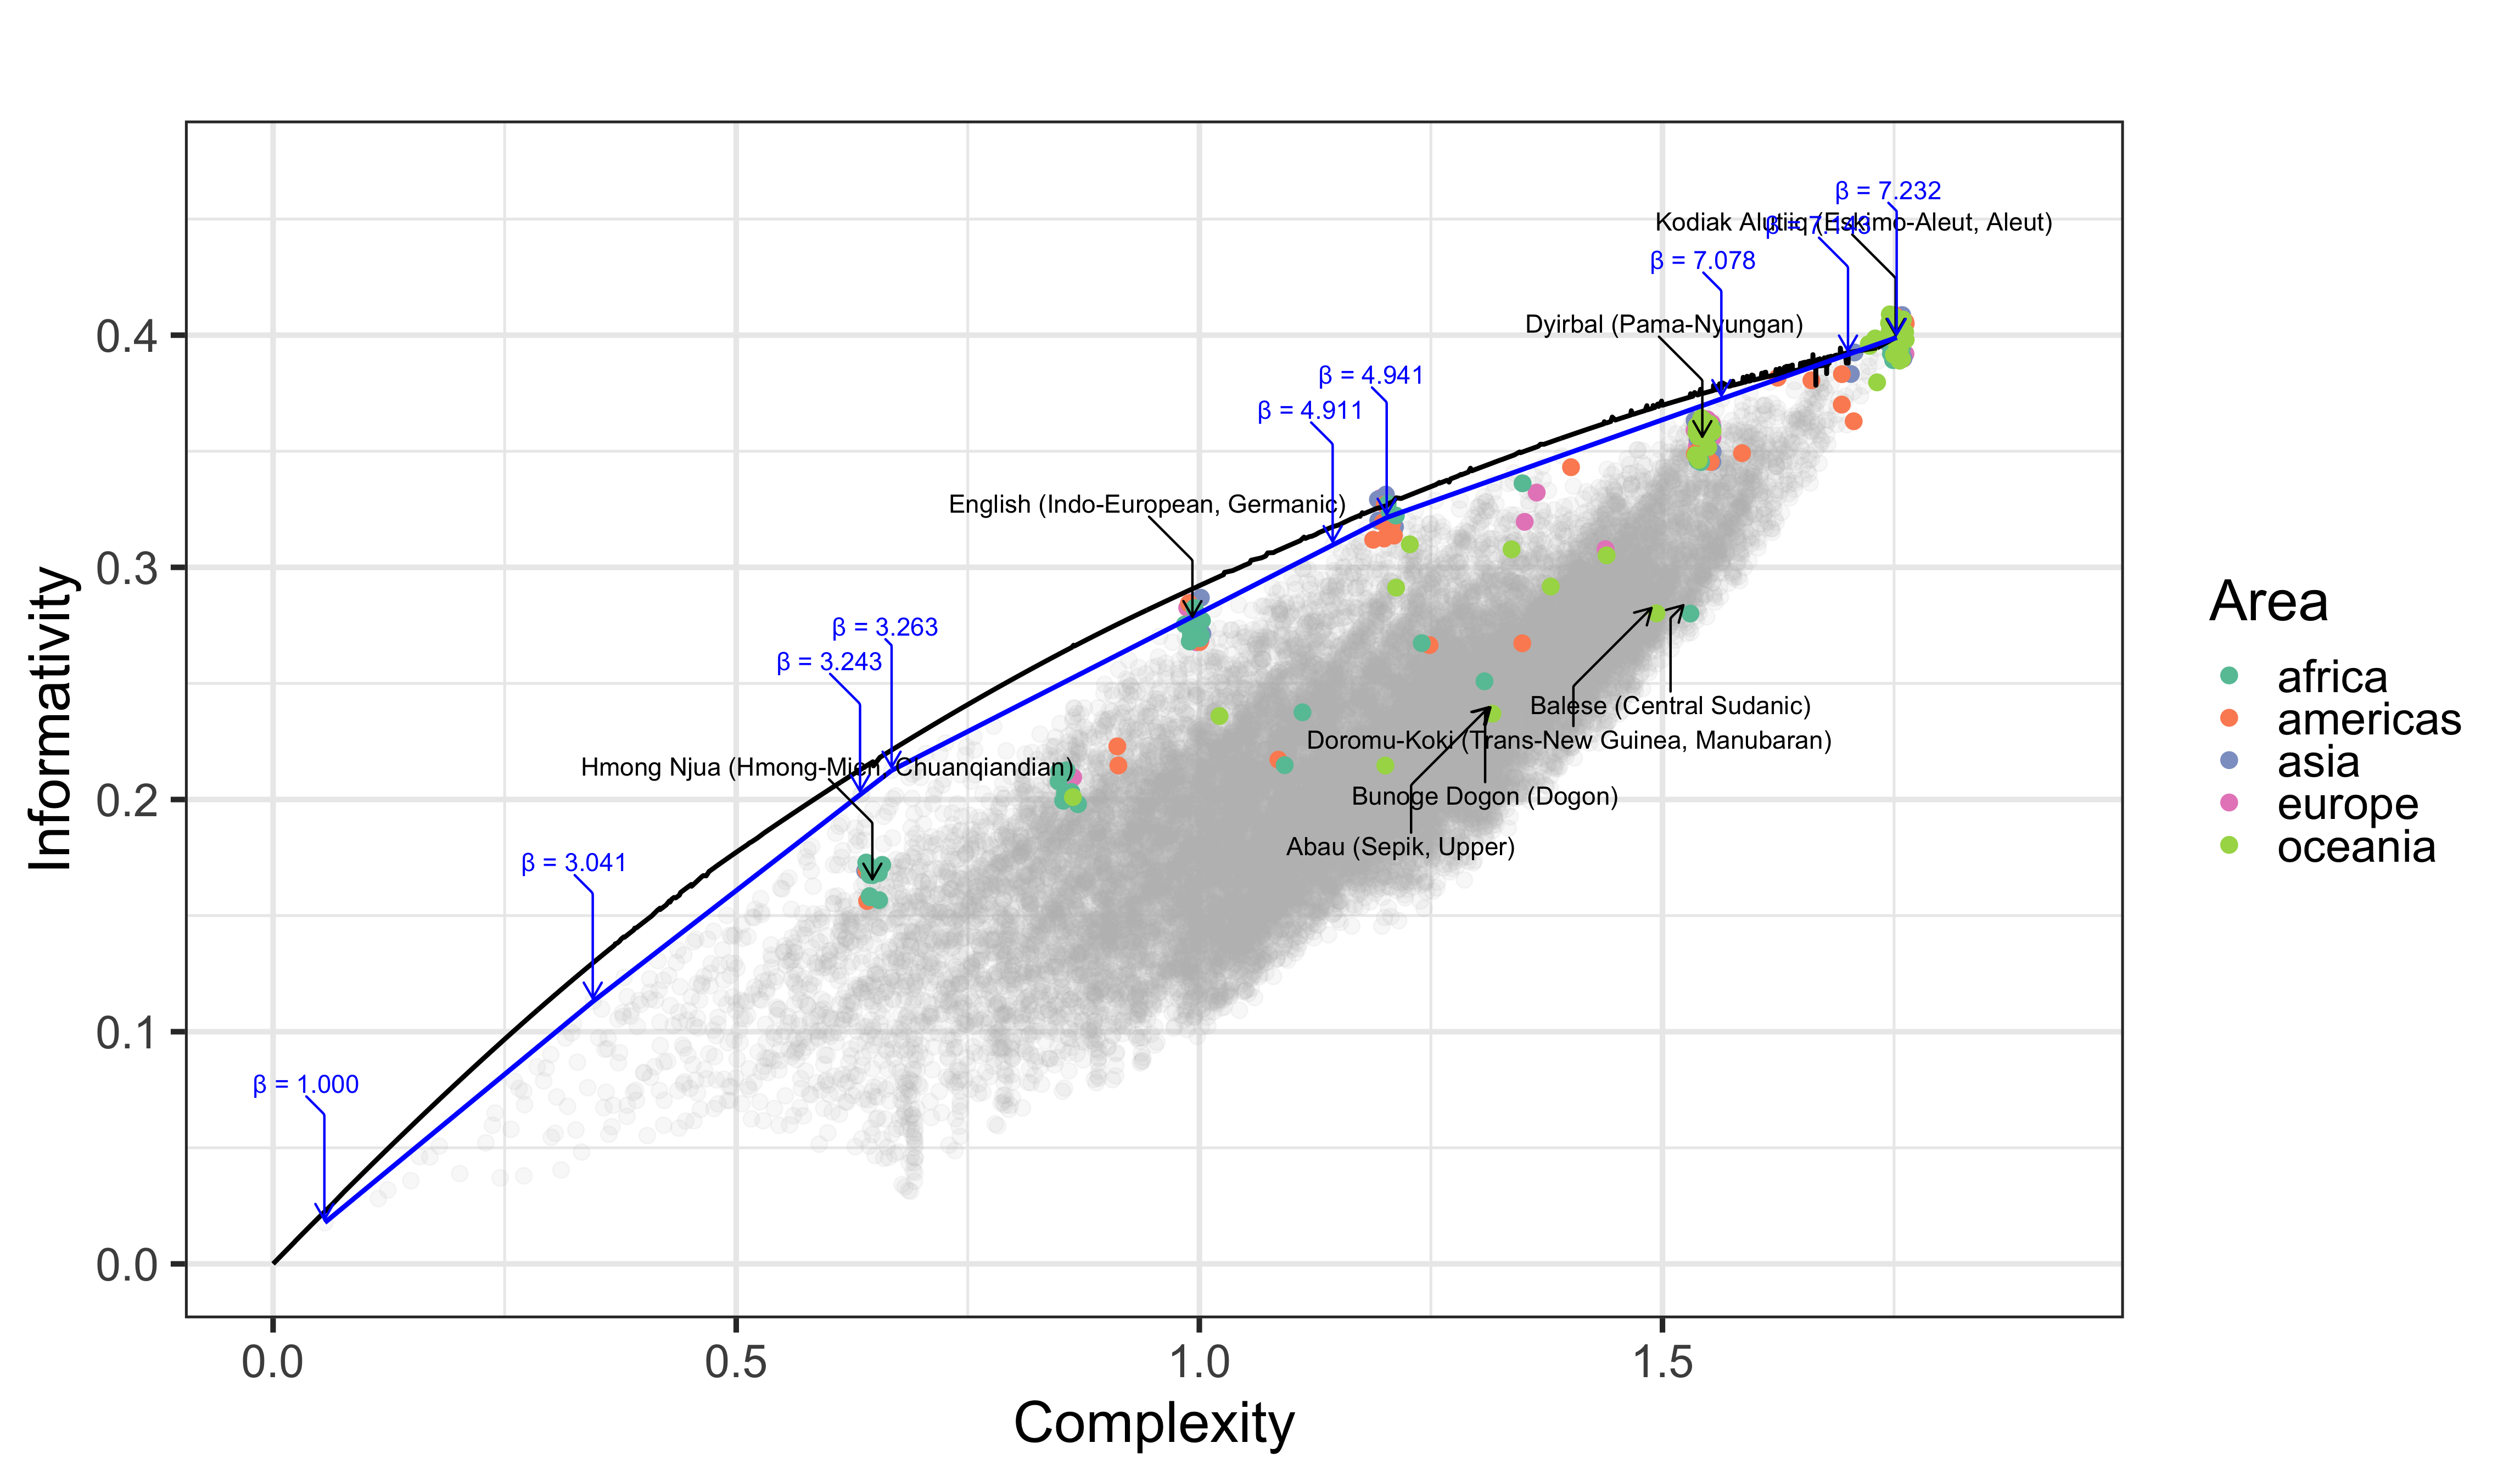 β = 7.232
Kodiak Alutiiq (Eskimo-Aleut, Aleut)
β = 7.143
β = 7.078
Dyirbal (Pama-Nyungan)
β = 4.941
β = 4.911
English (Indo-European, Germanic)
β = 3.263
β = 3.243
Hmong Njua (Hmong-Mien, Chuanqiandian)
β = 3.041
β = 1.000
Balese (Central Sudanic)
Doromu-Koki (Trans-New Guinea, Manubaran)
Bunoge Dogon (Dogon)
Abau (Sepik, Upper)
Informativity
0.4
0.3
0.2
0.1
0.0
0.0
0.5
1.0
1.5
Complexity
Area
africa
americas
asia
europe
oceania